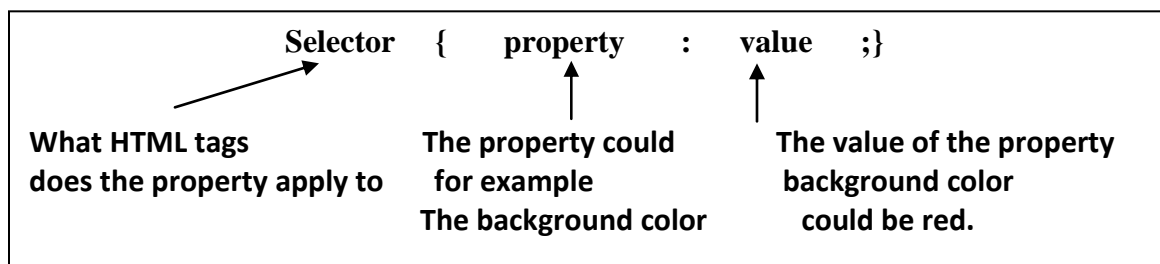 Selector { property : value ;}
What HTML tags
does the property apply to
The property could
for example
The background color
The value of the property
background color
could be red.